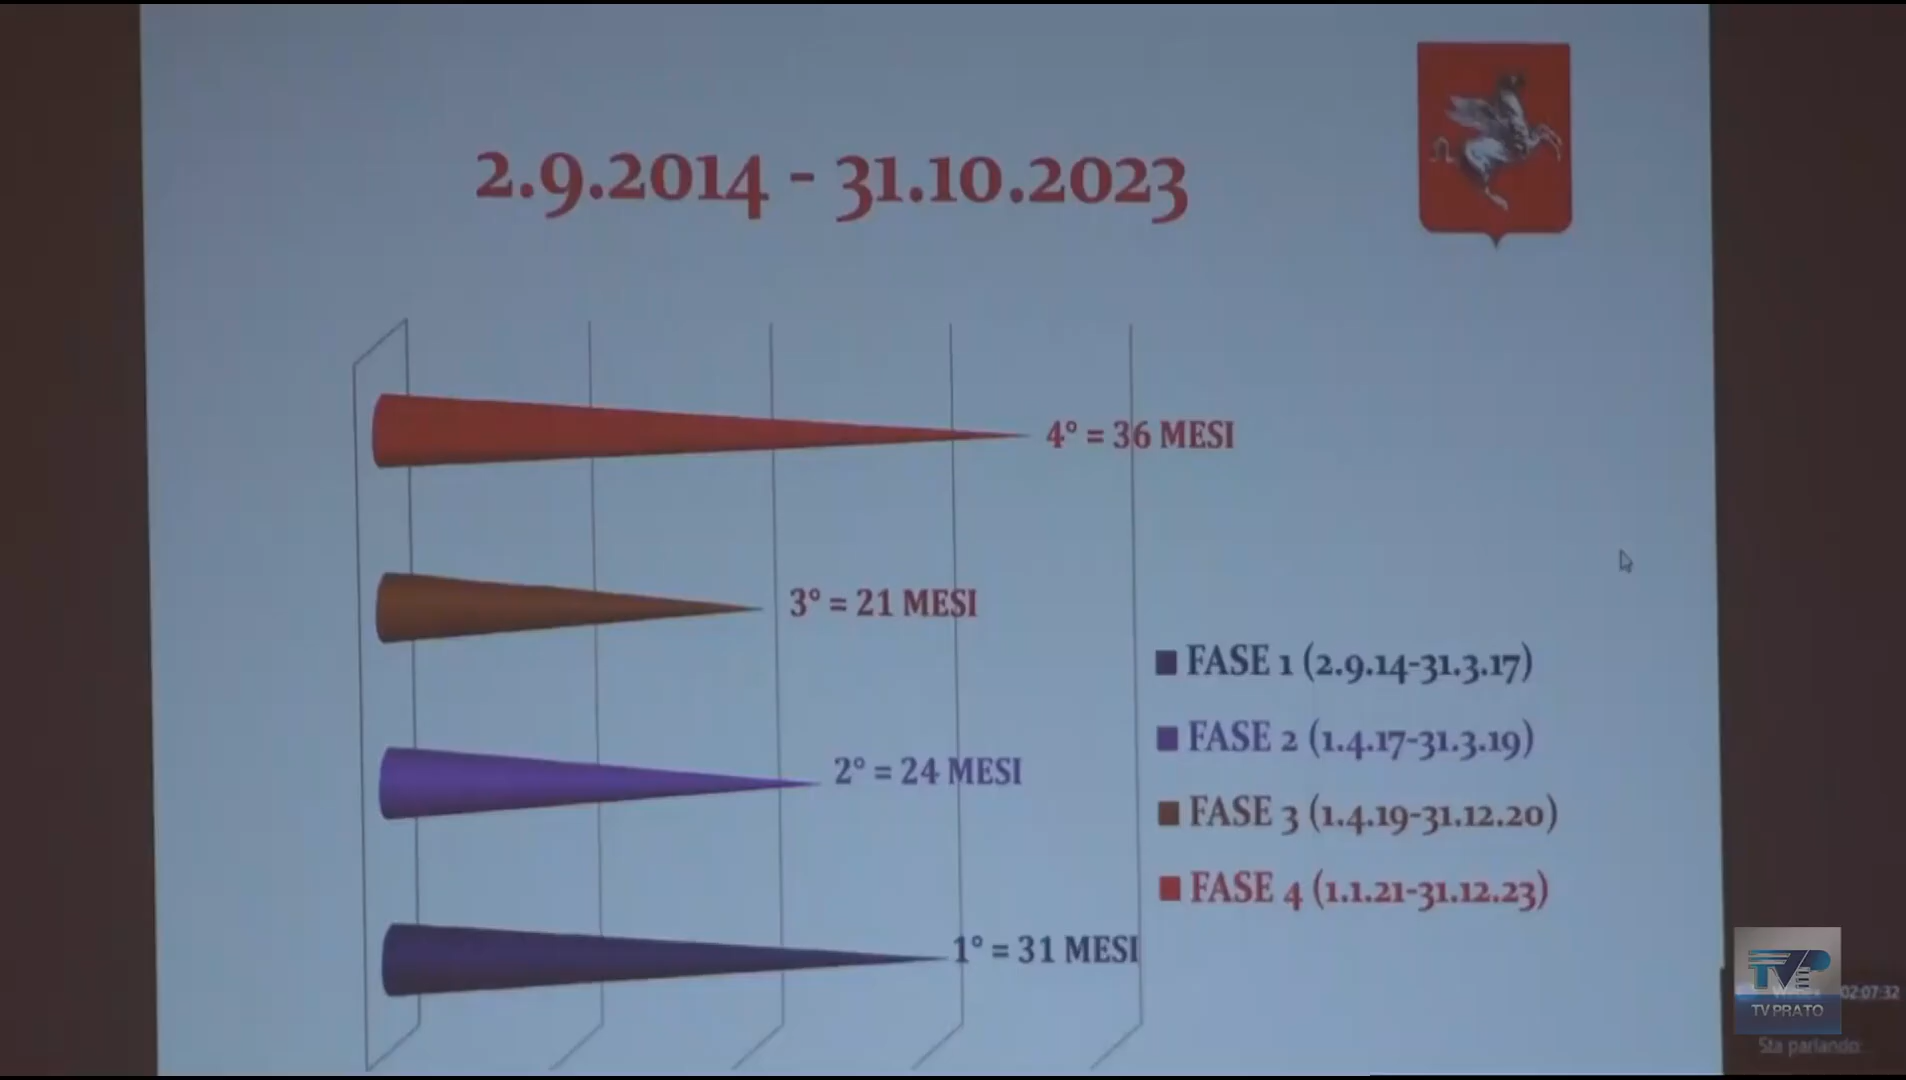 2.9.2014 - 31.10.2023
4° = 36 MESI
3° = 21 MESI
2° = 24 MESI
1° = 31 MESI
FASE 1 (2.9.14-31.3.17)
FASE 2 (1.4.17-31.3.19)
FASE 3 (1.4.19-31.12.20)
FASE 4 (1.1.21-31.12.23)
02:07:32
TV PRATO
Sta parlando: